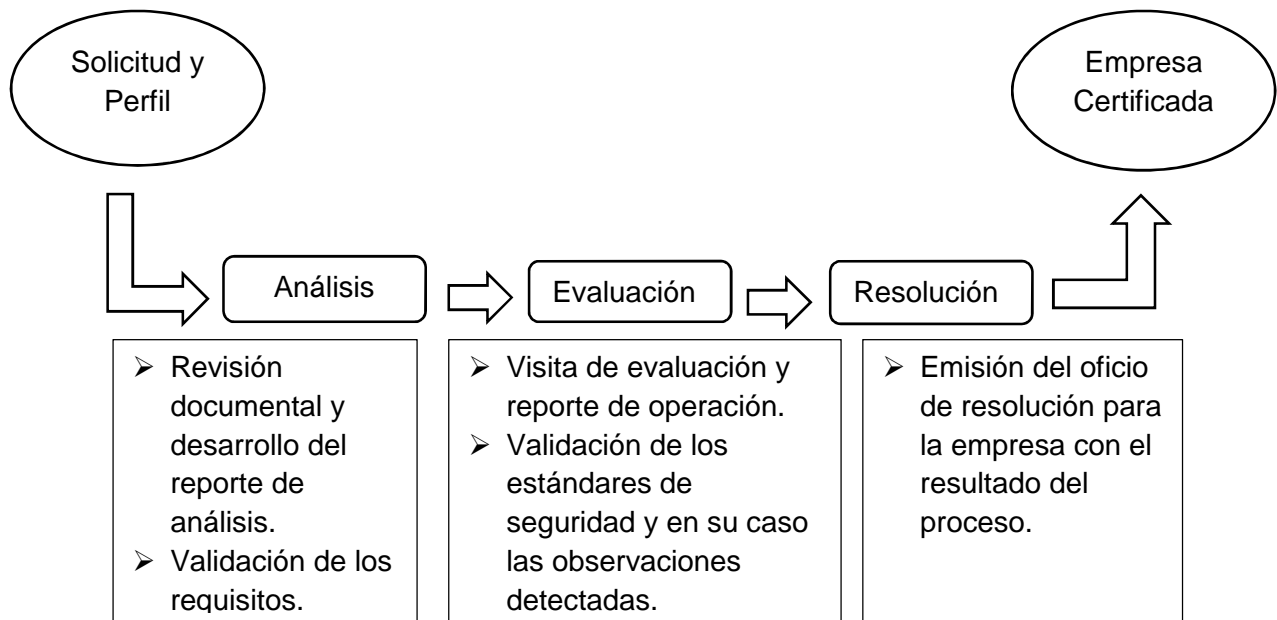 Solicitud y
Perfil
Empresa
Certificada
Análisis
Evaluación
Resolución
➢ Revisión
documental y
desarrollo del
reporte de
análisis.
➢ Validación de los
requisitos.
➢ Visita de evaluación y
reporte de operación.
➢ Validación de los
estándares de
seguridad y en su caso
las observaciones
detectadas.
➢ Emisión del oficio
de resolución para
la empresa con el
resultado del
proceso.